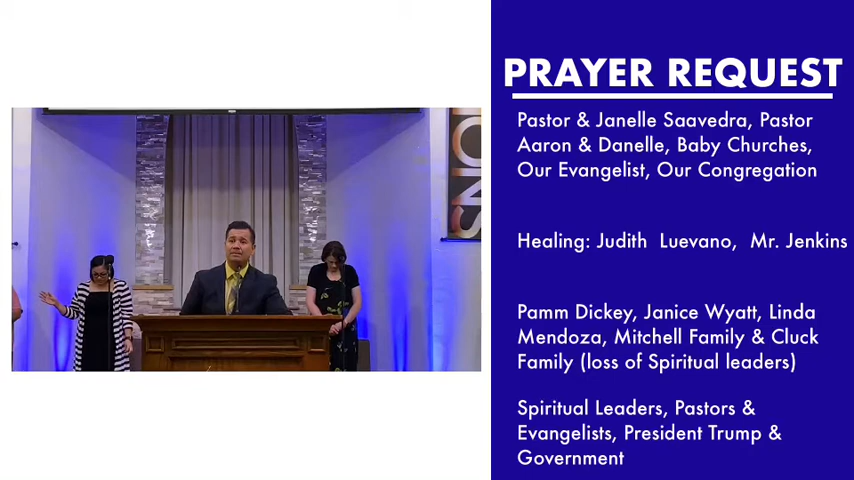 PRAYER REQUEST
Pastor & Janelle Saavedra, Pastor
Aaron & Danelle, Baby Churches,
Our Evangelist, Our Congregation
Healing: Judith Luevano, Mr. Jenkins
Pamm Dickey, Janice Wyatt, Linda
Mendoza, Mitchell Family & Cluck
Family (loss of Spiritual leaders)
Spiritual Leaders, Pastors &
Evangelists, President Trump &
Government